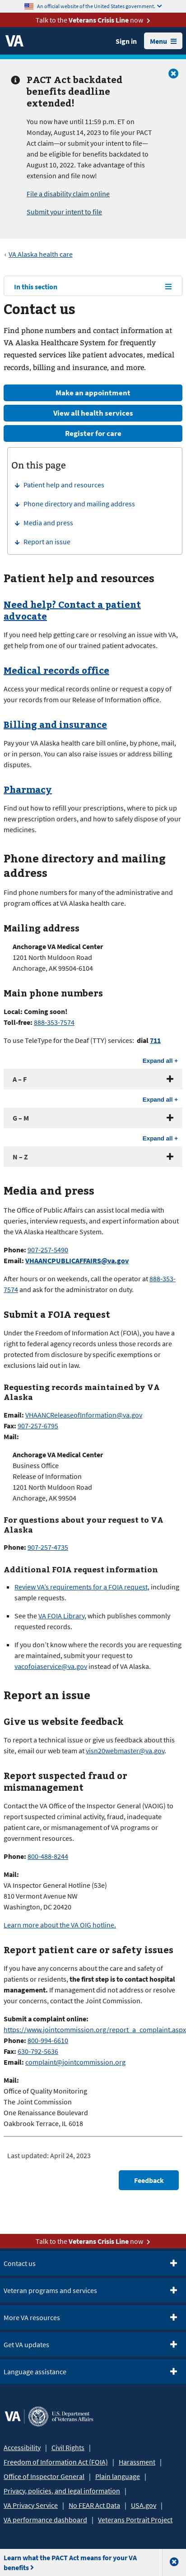 An official website of the United States government.
Talk to the Veterans Crisis Line now
VA
Sign in
Menu
PACT Act backdated
benefits deadline
extended!
You now have until 11:59 p.m. ET on
Monday, August 14, 2023 to file your PACT
Act claim—or submit your intent to file—
and be eligible for benefits backdated to
August 10, 2022. Take advantage of this
extension now!
File a disability claim online
Submit your intent to file
VA Alaska health care
In this section
Contact us
Find phone numbers and contact information at
VA Alaska Healthcare System for frequently
requested services like patient advocates, medical
records, billing and insurance, and more.
Make an appointment
View all health services
Register for care
On this page
Patient help and resources
Phone directory and mailing address
Media and press
Report an issue
Patient help and resources
Need help? Contact a patient
advocate
If you need help getting care or resolving an issue with VA,
get help from one of our trained patient advocates.
Medical records office
Access your medical records online or request a copy of
your records from our Release of Information office.
Billing and insurance
Pay your VA Alaska health care bill online, by phone, mail,
or in person. You can also raise issues or address billing
disputes.
Pharmacy
Find out how to refill your prescriptions, where to pick up
your prescriptions, and how to safely dispose of your
medicines.
Phone directory and mailing
address
Find phone numbers for many of the administrative and
program offices at VA Alaska health care.
Mailing address
Anchorage VA Medical Center
1201 North Muldoon Road
Anchorage, AK 99504-6104
Main phone numbers
Local: Coming soon!
Toll-free: 888-353-7574
To use TeleType for the Deaf (TTY) services: dial 711
Expand all +
A – F
Expand all +
G – M
Expand all +
N – Z
Media and press
The Office of Public Affairs can assist local media with
queries, interview requests, and expert information about
the VA Alaska Healthcare System.
Phone: 907-257-5490
Email: VHAANCPUBLICAFFAIRS@va.gov
After hours or on weekends, call the operator at 888-353-
7574 and ask for the administrator on duty.
Submit a FOIA request
Under the Freedom of Information Act (FOIA), you have a
right to request federal agency records except those
protected from disclosure by exemptions or specifically
excluded in law.
Requesting records maintained by VA
Alaska
Email: VHAANCReleaseofInformation@va.gov
Fax: 907-257-6795
Mail:
Anchorage VA Medical Center
Business Office
Release of Information
1201 North Muldoon Road
Anchorage, AK 99504
For questions about your request to VA
Alaska
Phone: 907-257-4735
Additional FOIA request information
Review VA's requirements for a FOIA request, including
sample requests.
See the VA FOIA Library, which publishes commonly
requested records.
If you don't know where the records you are requesting
are maintained, submit your request to
vacofoiaservice@va.gov instead of VA Alaska.
Report an issue
Give us website feedback
To report a technical issue or give us feedback about this
site, email our web team at visn20webmaster@va.gov.
Report suspected fraud or
mismanagement
Contact the VA Office of the Inspector General (VAOIG) to
report suspected criminal activity, fraud, inadequate
patient care, or mismanagement of VA programs or
government resources.
Phone: 800-488-8244
Mail:
VA Inspector General Hotline (53e)
810 Vermont Avenue NW
Washington, DC 20420
Learn more about the VA OIG hotline.
Report patient care or safety issues
If you have any concerns about the care and safety of
patients or residents, the first step is to contact hospital
management. If management did not address or resolve
your concerns, contact the Joint Commission.
Submit a complaint online:
https://www.jointcommission.org/report_a_complaint.aspx
Phone: 800-994-6610
Fax: 630-792-5636
Email: complaint@jointcommission.org
Mail:
Office of Quality Monitoring
The Joint Commission
One Renaissance Boulevard
Oakbrook Terrace, IL 6018
Last updated: April 24, 2023
Feedback
Talk to the Veterans Crisis Line now
Contact us
Veteran programs and services
More VA resources
Get VA updates
Language assistance
VA U.S. Department
of Veterans Affairs
Accessibility | Civil Rights |
Freedom of Information Act (FOIA) | Harassment |
Office of Inspector General | Plain language |
Privacy, policies, and legal information |
VA Privacy Service | No FEAR Act Data | USA.gov |
VA performance dashboard | Veterans Portrait Project
Learn what the PACT Act means for your VA
benefits